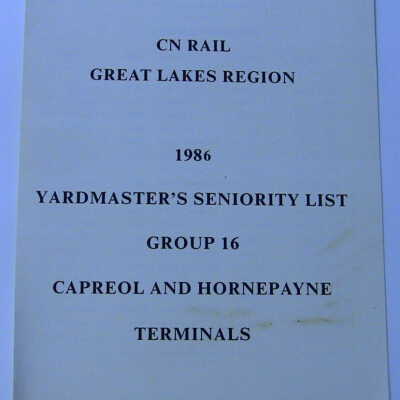 CN RAIL
GREAT LAKES REGION
1986
YARDMASTER'S SENIORITY LIST
GROUP 16
CAPREOL AND HORNEPAYNE
TERMINALS